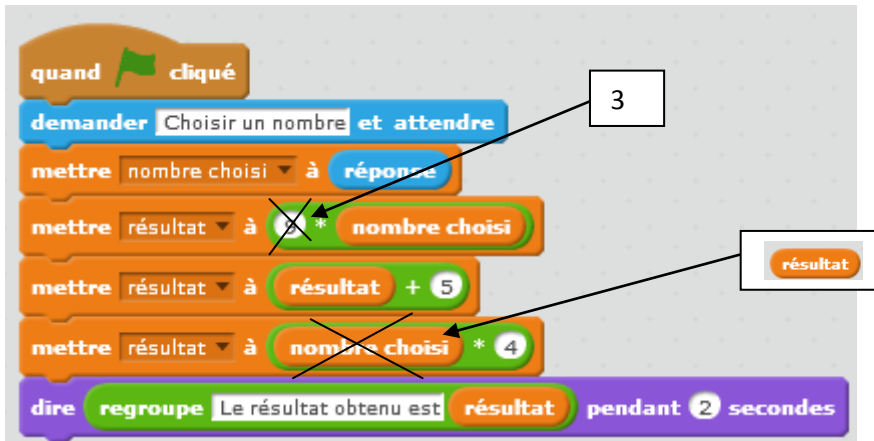 quand cliqué
demander Choisir un nombre et attendre
3
mettre nombre choisi à réponse
mettre résultat à 9 * nombre choisi
résultat
mettre résultat à résultat + 5
mettre résultat à nombre choisi * 4
dire regroupe Le résultat obtenu est résultat pendant 2 secondes